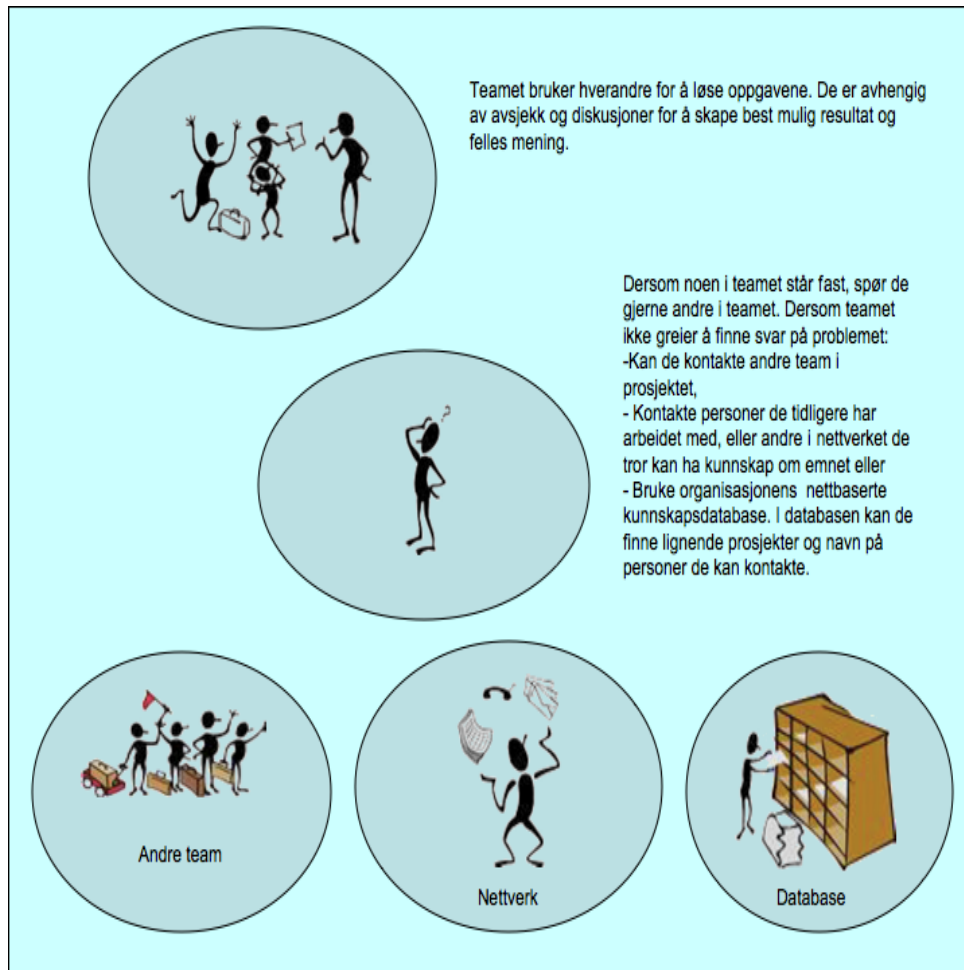 Teamet bruker hverandre for å løse oppgavene. De er avhengig
av avsjekk og diskusjoner for å skape best mulig resultat og
felles mening.
Dersom noen i teamet står fast, spør de
gjerne andre i teamet. Dersom teamet
ikke greier å finne svar på problemet:
-Kan de kontakte andre team i
prosjektet,
- Kontakte personer de tidligere har
arbeidet med, eller andre i nettverket de
tror kan ha kunnskap om emnet eller
- Bruke organisasjonens  nettbaserte
kunnskapsdatabase. I databasen kan de
finne lignende prosjekter og navn på
personer de kan kontakte.
?
Andre team
Nettverk
Database